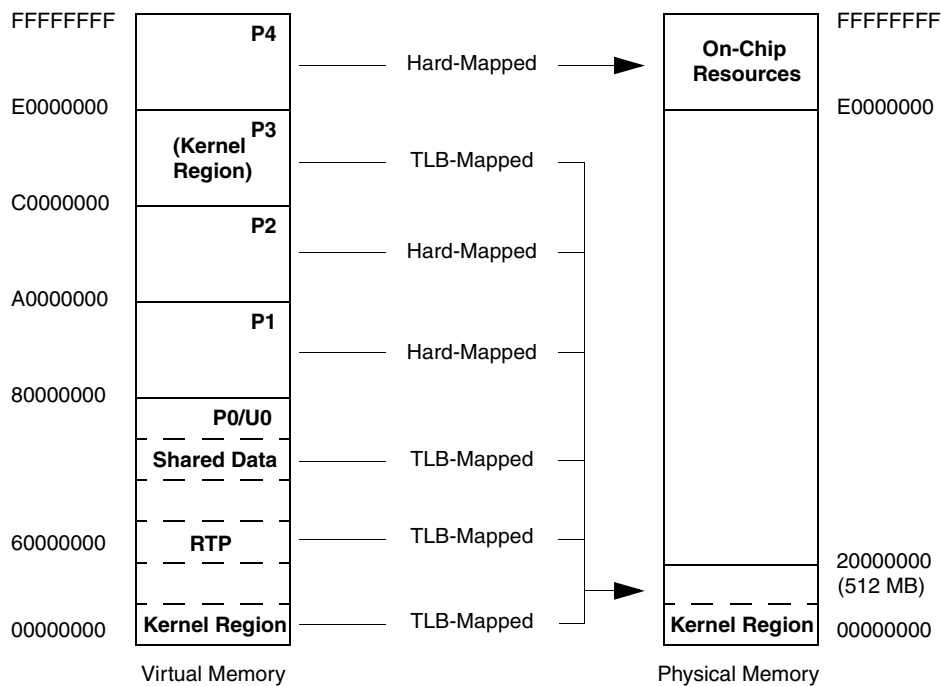 FFFFFFFF
P4
Hard-Mapped
On-Chip
Resources
FFFFFFFF
E0000000
E0000000
P3
(Kernel
Region)
TLB-Mapped
C0000000
P2
Hard-Mapped
A0000000
P1
Hard-Mapped
80000000
P0/U0
Shared Data
TLB-Mapped
60000000
RTP
TLB-Mapped
20000000
(512 MB)
00000000
Kernel Region
TLB-Mapped
Kernel Region
00000000
Virtual Memory
Physical Memory